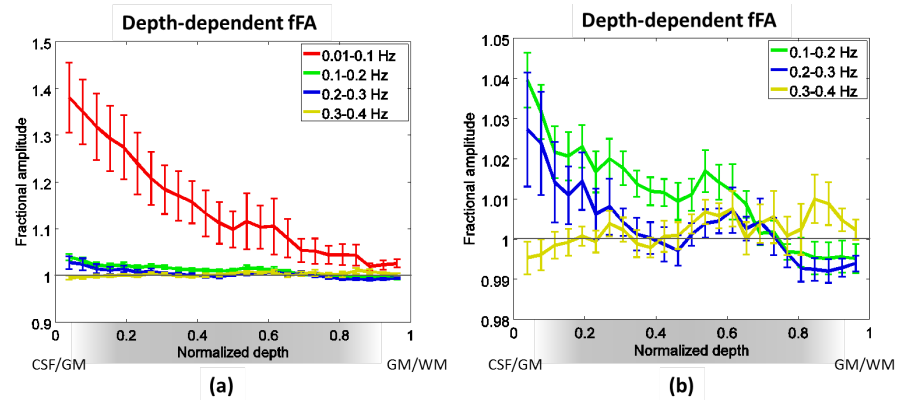 Depth-dependent fFA
1.5
1.4
1.3
1.2
1.1
1
0.9
Fractional amplitude
0.01-0.1 Hz
0.1-0.2 Hz
0.2-0.3 Hz
0.3-0.4 Hz
0 0.2 0.4 0.6 0.8 1
Normalized depth
CSF/GM GM/WM
(a)
Depth-dependent fFA
1.05
1.04
1.03
1.02
1.01
1
0.99
0.98
Fractional amplitude
0.1-0.2 Hz
0.2-0.3 Hz
0.3-0.4 Hz
0 0.2 0.4 0.6 0.8 1
Normalized depth
CSF/GM GM/WM
(b)